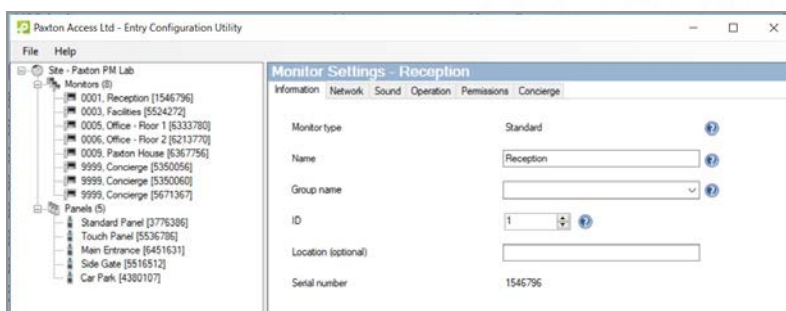 Paxton Access Ltd - Entry Configuration Utility
File Help
Site - Paxton PM Lab
Monitors (8)
0001, Reception [1546796]
0003, Facilities [5524272]
0005, Office - Floor 1 [6333780]
0006, Office - Floor 2 [6213770]
0009, Paxton House [6367756]
9999, Concierge [5350056]
9999, Concierge [5350060]
9999, Concierge [5671367]
Panels (5)
Standard Panel [3776386]
Touch Panel [5536786]
Main Entrance [6451631]
Side Gate [5516512]
Car Park [4380107]
Monitor Settings - Reception
Information Network Sound Operation Permissions Concierge
Monitor type Standard
Name Reception
Group name
ID 1
Location (optional)
Serial number 1546796